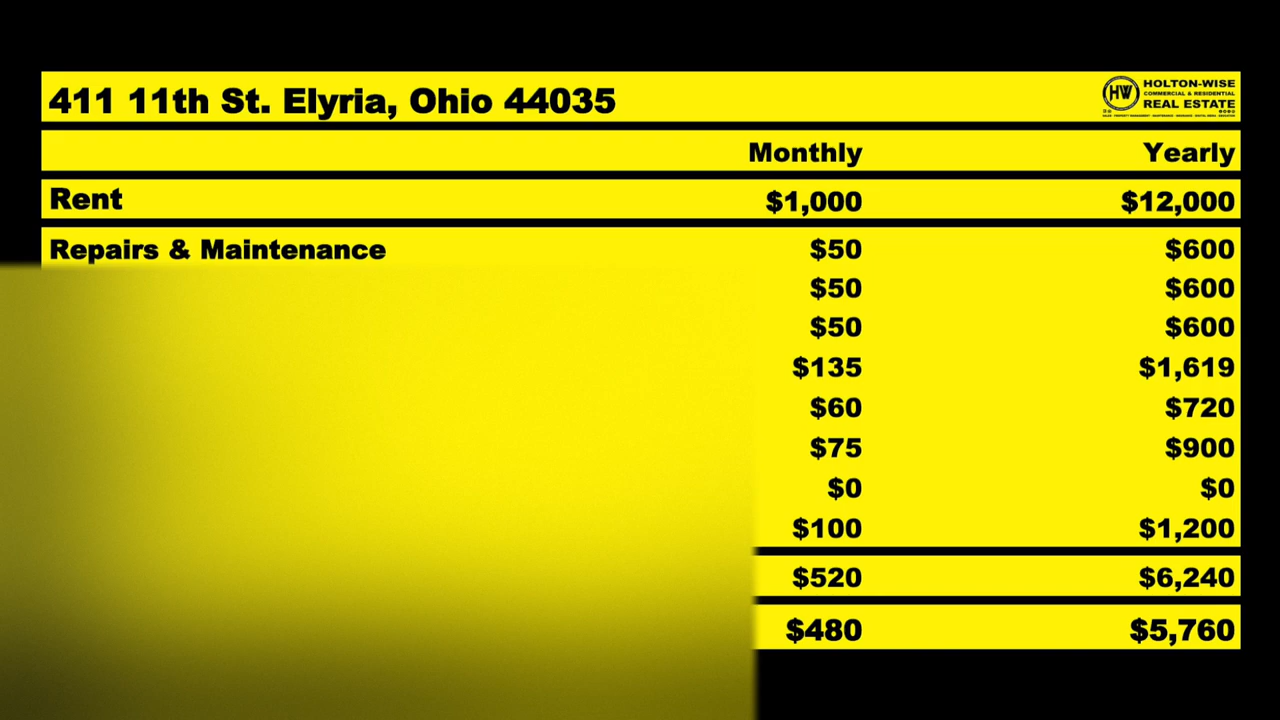 411 11th St. Elyria, Ohio 44035
HW
HOLTON-WISE
COMMERCIAL & RESIDENTIAL
REAL ESTATE
Monthly Yearly
Rent $1,000 $12,000
Repairs & Maintenance $50 $600
$50 $600
$50 $600
$135 $1,619
$60 $720
$75 $900
$0 $0
$100 $1,200
$520 $6,240
$480 $5,760